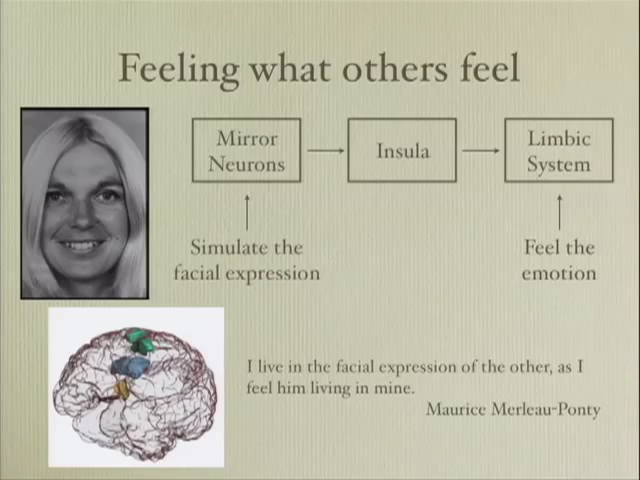 Feeling what others feel
Mirror
Neurons
Insula
Limbic
System
Simulate the
facial expression
Feel the
emotion
I live in the facial expression of the other, as I
feel him living in mine.
Maurice Merleau-Ponty